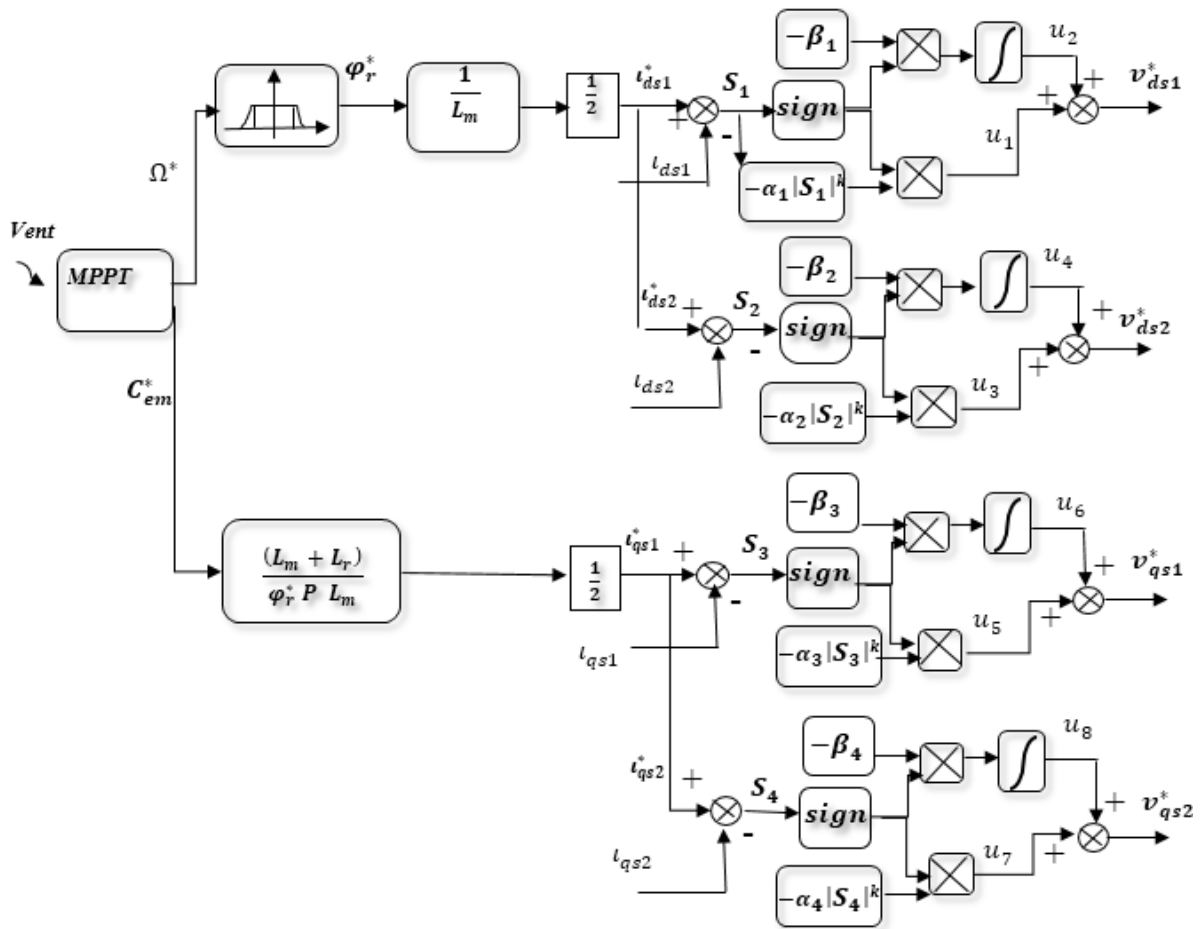 Vent
MPPT
Ω*
C*em
φ*r
1
Lm
1
2
i*ds1
+
-
ids1
S1
sign
−β1
−α1|S1|^k
u2
u1
+
+
v*ds1
i*ds2
+
-
ids2
S2
sign
−β2
−α2|S2|^k
u4
u3
+
+
v*ds2
(Lm + Lr)
φ*r P Lm
1
2
i*qs1
+
-
iqs1
S3
sign
−β3
−α3|S3|^k
u6
u5
+
+
v*qs1
i*qs2
+
-
iqs2
S4
sign
−β4
−α4|S4|^k
u8
u7
+
+
v*qs2